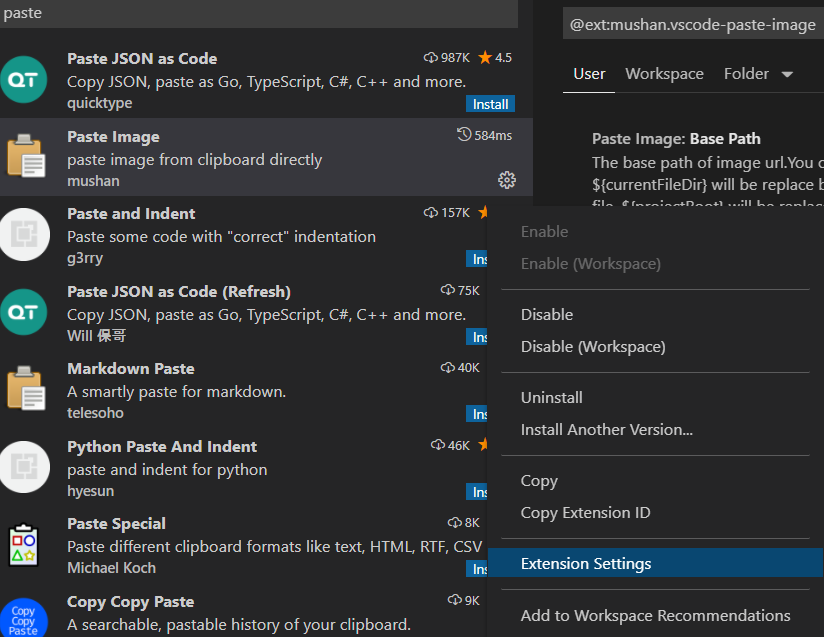 paste
Paste JSON as Code
987K
4.5
Copy JSON, paste as Go, TypeScript, C#, C++ and more.
quicktype
Install
Paste Image
584ms
paste image from clipboard directly
mushan
Paste and Indent
157K
Paste some code with "correct" indentation
g3rry
Ins
Paste JSON as Code (Refresh)
75K
Copy JSON, paste as Go, TypeScript, C#, C++ and more.
Will 保哥
Ins
Markdown Paste
40K
A smartly paste for markdown.
telesoho
Ins
Python Paste And Indent
46K
paste and indent for python
hyesun
Ins
Paste Special
8K
Paste different clipboard formats like text, HTML, RTF, CSV
Michael Koch
Ins
Copy Copy Paste
9K
A searchable, pastable history of your clipboard.
Copy
Copy
Paste
@ext:mushan.vscode-paste-image
User Workspace Folder
Paste Image: Base Path
The base path of image url.You c
${currentFileDir} will be replace b
file. ${projectRoot} will be replac
Enable
Enable (Workspace)
Disable
Disable (Workspace)
Uninstall
Install Another Version...
Copy
Copy Extension ID
Extension Settings
Add to Workspace Recommendations